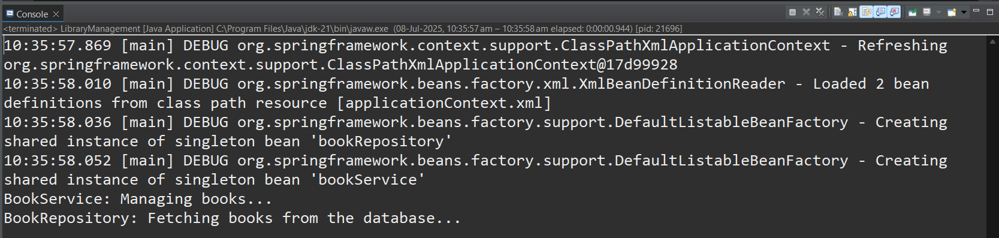 Console
<terminated> LibraryManagement [Java Application] C:\Program Files\Java\jdk-21\bin\javaw.exe (08-Jul-2025, 10:35:57 am – 10:35:58 am elapsed: 0:00:00.944) [pid: 21696]
10:35:57.869 [main] DEBUG org.springframework.context.support.ClassPathXmlApplicationContext - Refreshing
org.springframework.context.support.ClassPathXmlApplicationContext@17d99928
10:35:58.010 [main] DEBUG org.springframework.beans.factory.xml.XmlBeanDefinitionReader - Loaded 2 bean
definitions from class path resource [applicationContext.xml]
10:35:58.036 [main] DEBUG org.springframework.beans.factory.support.DefaultListableBeanFactory - Creating
shared instance of singleton bean 'bookRepository'
10:35:58.052 [main] DEBUG org.springframework.beans.factory.support.DefaultListableBeanFactory - Creating
shared instance of singleton bean 'bookService'
BookService: Managing books...
BookRepository: Fetching books from the database...